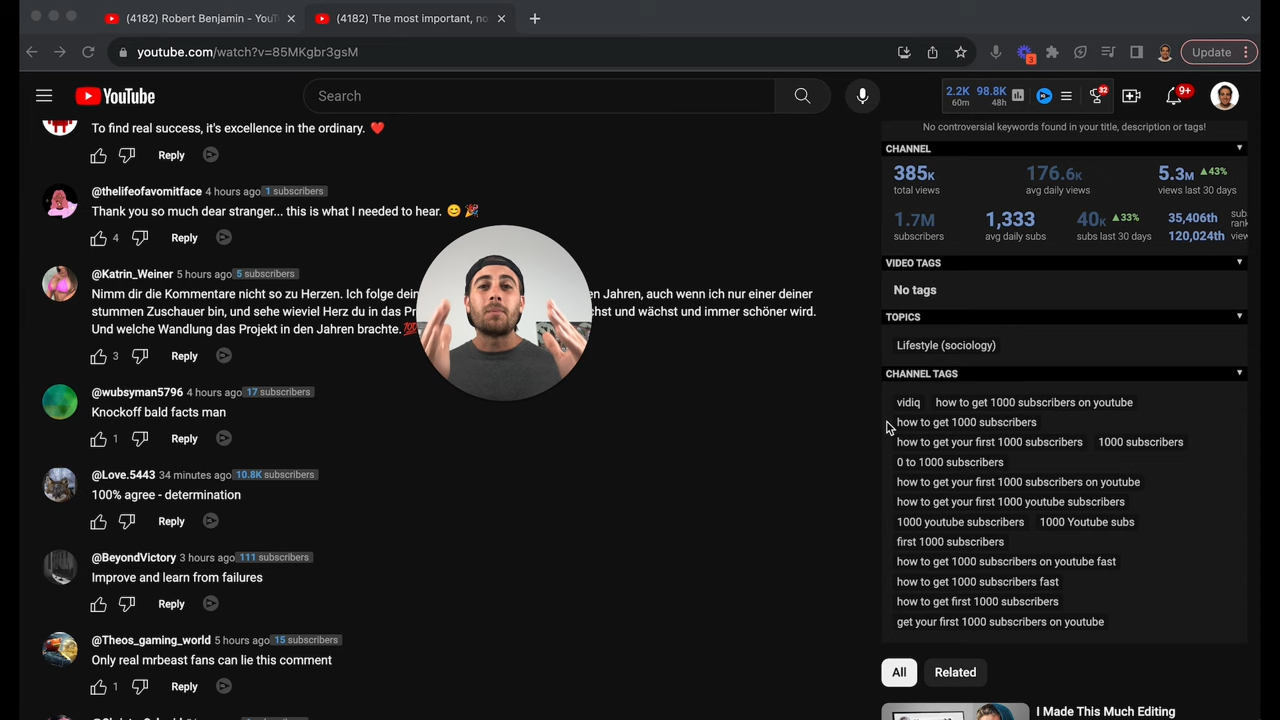 (4182) Robert Benjamin - YouT
(4182) The most important, no
youtube.com/watch?v=85MKgbr3gsM
3
Update
YouTube
Search
2.2K 98.8K
60m 48h
32
9+
To find real success, it's excellence in the ordinary. ❤️
Reply
@thelifeofavomitface 4 hours ago 1 subscribers
Thank you so much dear stranger... this is what I needed to hear. 😊 🎉
4 Reply
@Katrin_Weiner 5 hours ago 5 subscribers
Nimm dir die Kommentare nicht so zu Herzen. Ich folge dein en Jahren, auch wenn ich nur einer deiner
stummen Zuschauer bin, und sehe wieviel Herz du in das Pr chst und wächst und immer schöner wird.
Und welche Wandlung das Projekt in den Jahren brachte. 💯
3 Reply
@wubsyman5796 4 hours ago 17 subscribers
Knockoff bald facts man
1 Reply
@Love.5443 34 minutes ago 10.8K subscribers
100% agree - determination
Reply
@BeyondVictory 3 hours ago 111 subscribers
Improve and learn from failures
Reply
@Theos_gaming_world 5 hours ago 15 subscribers
Only real mrbeast fans can lie this comment
1 Reply
No controversial keywords found in your title, description or tags!
CHANNEL
385K 176.6K 5.3M ▲43%
total views avg daily views views last 30 days
1.7M 1,333 40K ▲33% 35,406th sub
subscribers avg daily subs subs last 30 days rank
120,024th view
VIDEO TAGS
No tags
TOPICS
Lifestyle (sociology)
CHANNEL TAGS
vidiq how to get 1000 subscribers on youtube
how to get 1000 subscribers
how to get your first 1000 subscribers 1000 subscribers
0 to 1000 subscribers
how to get your first 1000 subscribers on youtube
how to get your first 1000 youtube subscribers
1000 youtube subscribers 1000 Youtube subs
first 1000 subscribers
how to get 1000 subscribers on youtube fast
how to get 1000 subscribers fast
how to get first 1000 subscribers
get your first 1000 subscribers on youtube
All Related
I Made This Much Editing